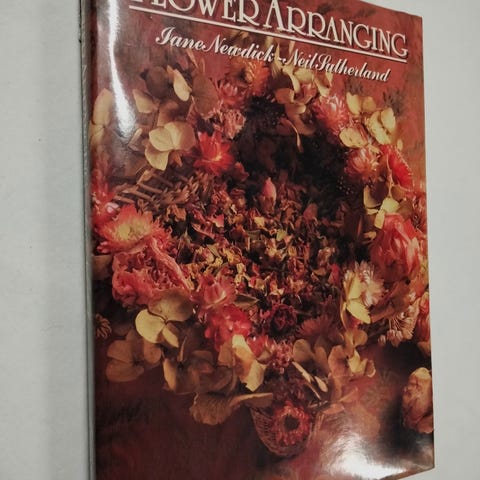 FLOWER ARRANGING
Jane Newdick - Neil Sutherland